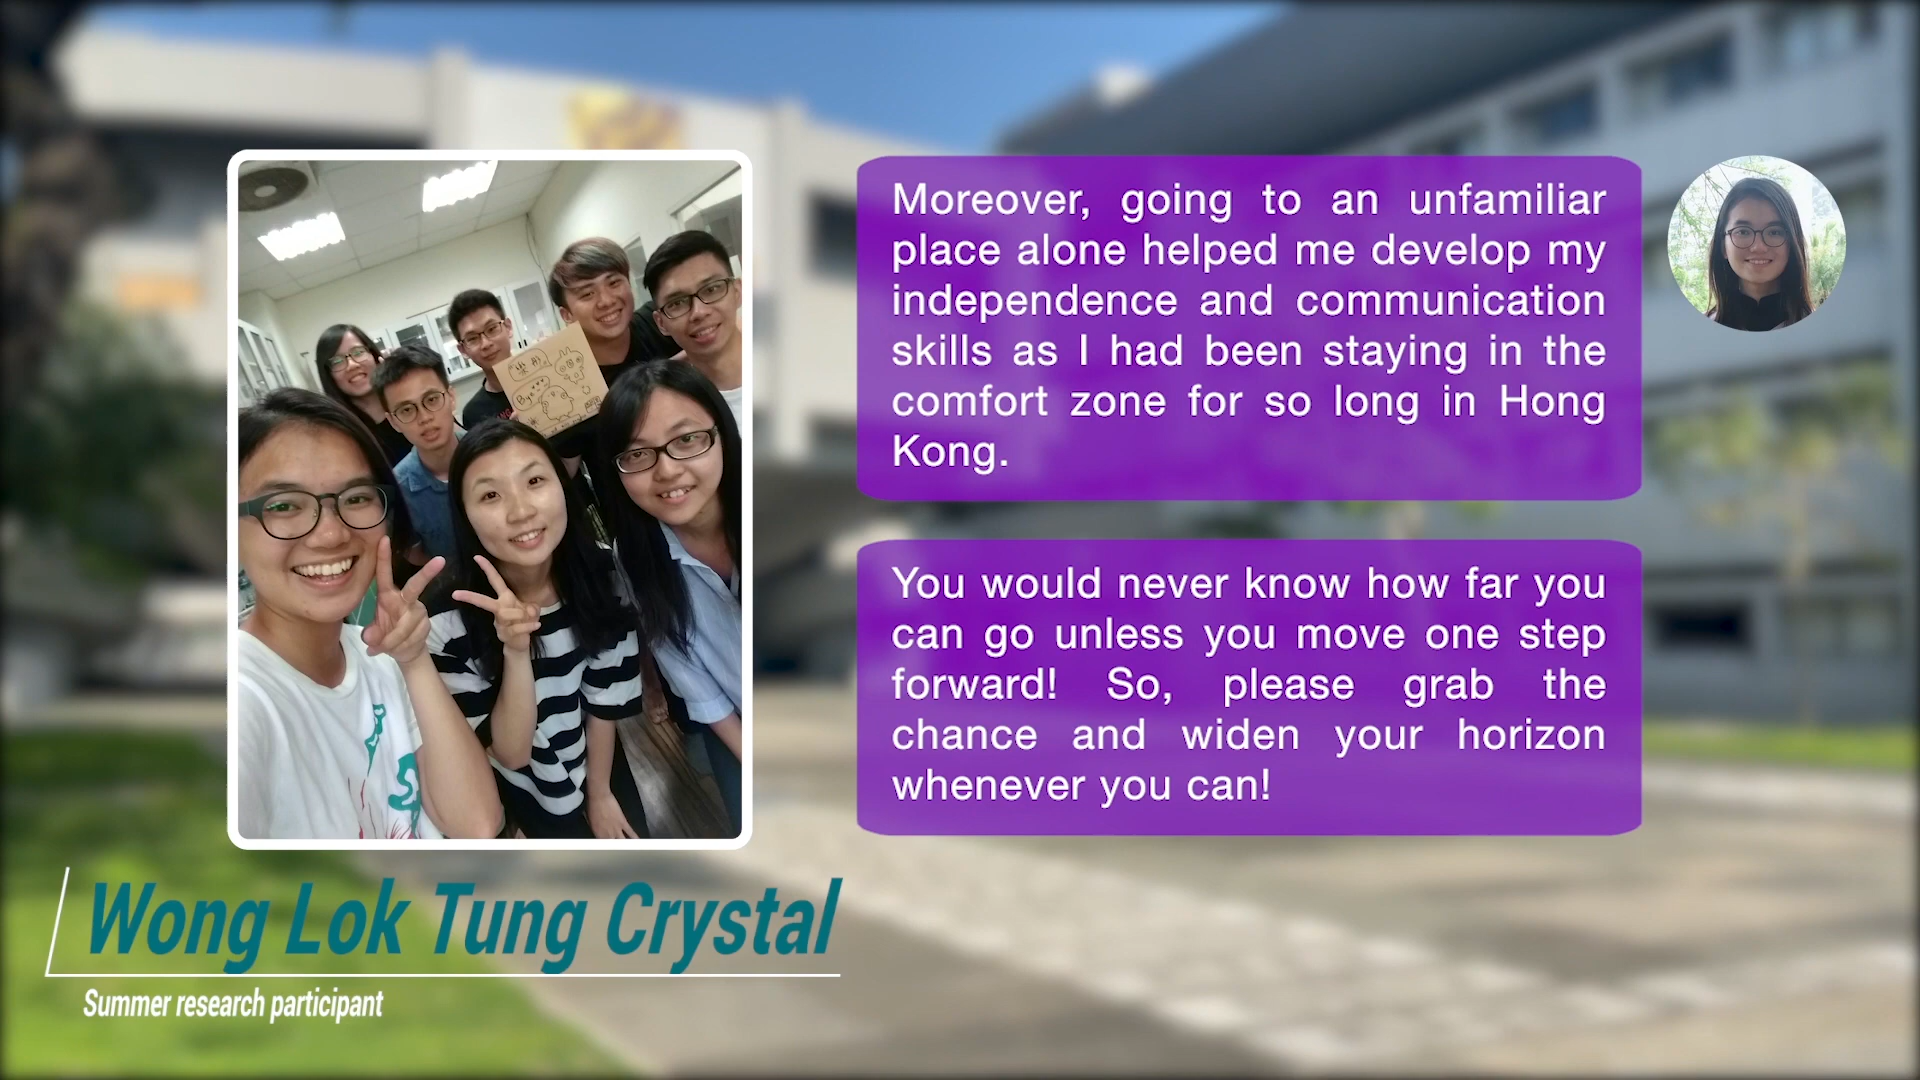 Moreover, going to an unfamiliar
place alone helped me develop my
independence and communication
skills as I had been staying in the
comfort zone for so long in Hong
Kong.
You would never know how far you
can go unless you move one step
forward! So, please grab the
chance and widen your horizon
whenever you can!
Bye
Wong Lok Tung Crystal
Summer research participant